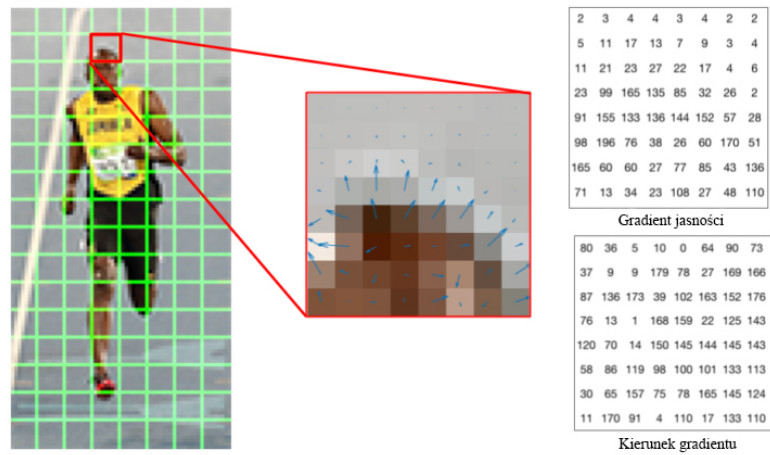 2 3 4 4 3 4 2 2
5 11 17 13 7 9 3 4
11 21 23 27 22 17 4 6
23 99 165 135 85 32 26 2
91 155 133 136 144 152 57 28
98 196 76 38 26 60 170 51
165 60 60 27 77 85 43 136
71 13 34 23 108 27 48 110
Gradient jasności
80 36 5 10 0 64 90 73
37 9 9 179 78 27 169 166
87 136 173 39 102 163 152 176
76 13 1 168 159 22 125 143
120 70 14 150 145 144 145 143
58 86 119 98 100 101 133 113
30 65 157 75 78 165 145 124
11 170 91 4 110 17 133 110
Kierunek gradientu